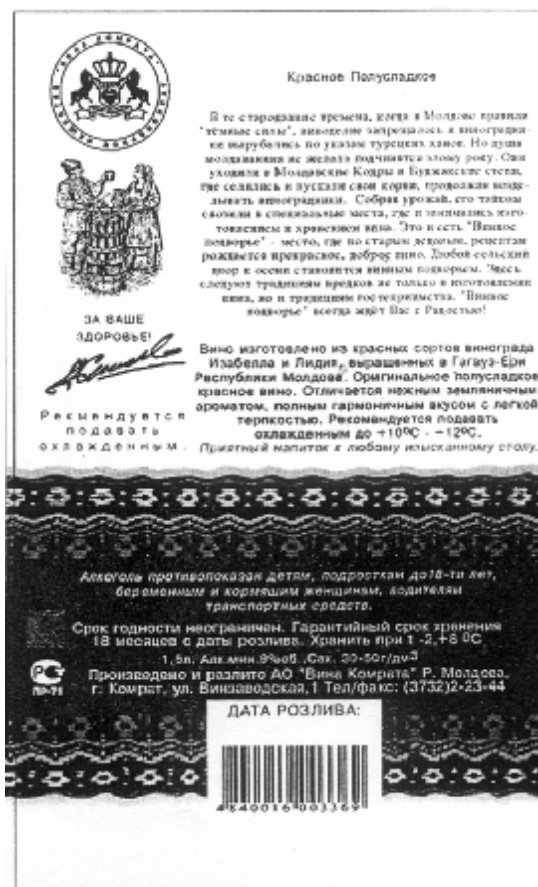 Красное Полусладкое
В те стародавние времена, когда в Молдове правили
"тёмные силы", виноделие запрещалось и виноградни-
ки вырубались по указам турецких ханов. Но душа
молдаванина не желала подчинятся злому року. Они
уходили в Молдавские Кодры и Буджакские степи,
где селились и пускали свои корни, продолжая возде-
лывать виноградники. Собрав урожай, его тайком
свозили в специальные места, где и занимались изго-
товлением и хранением вина. Это и есть "Винное
подворье" - место, где по старым дедовым рецептам
рождается прекрасное, доброе вино. Любой сельский
двор к осени становится винным подворьем. Здесь
следуют традициям предков не только в изготовлении
вина, но и традициям гостеприимства. "Винное
подворье" всегда ждёт Вас с Радостью!
ЗА ВАШЕ
ЗДОРОВЬЕ!
Рекомендуется
подавать
охлажденным.
Вино изготовлено из красных сортов винограда
Изабелла и Лидия, выращенных в Гагауз-Ери
Республики Молдова. Оригинальное полусладкое
красное вино. Отличается нежным земляничным
ароматом, полным гармоничным вкусом с легкой
терпкостью. Рекомендуется подавать
охлажденным до +10ºС - -12ºС.
Приятный напиток к любому изысканному столу.
Алкоголь противопоказан детям, подросткам до 18-ти лет,
беременным и кормящим женщинам, водителям
транспортных средств.
Срок годности неограничен. Гарантийный срок хранения
18 месяцев с даты розлива. Хранить при t -2,+8 ºС
1,5л. Алк.мин.9%об.,Сах. 30-50г/дм3
РС
ПР-71
Произведено и разлито АО "Вина Комрата" Р. Молдова,
г. Комрат, ул. Винзаводская,1 Тел/факс: (3732)2-23-44
ДАТА РОЗЛИВА:
4840016003369